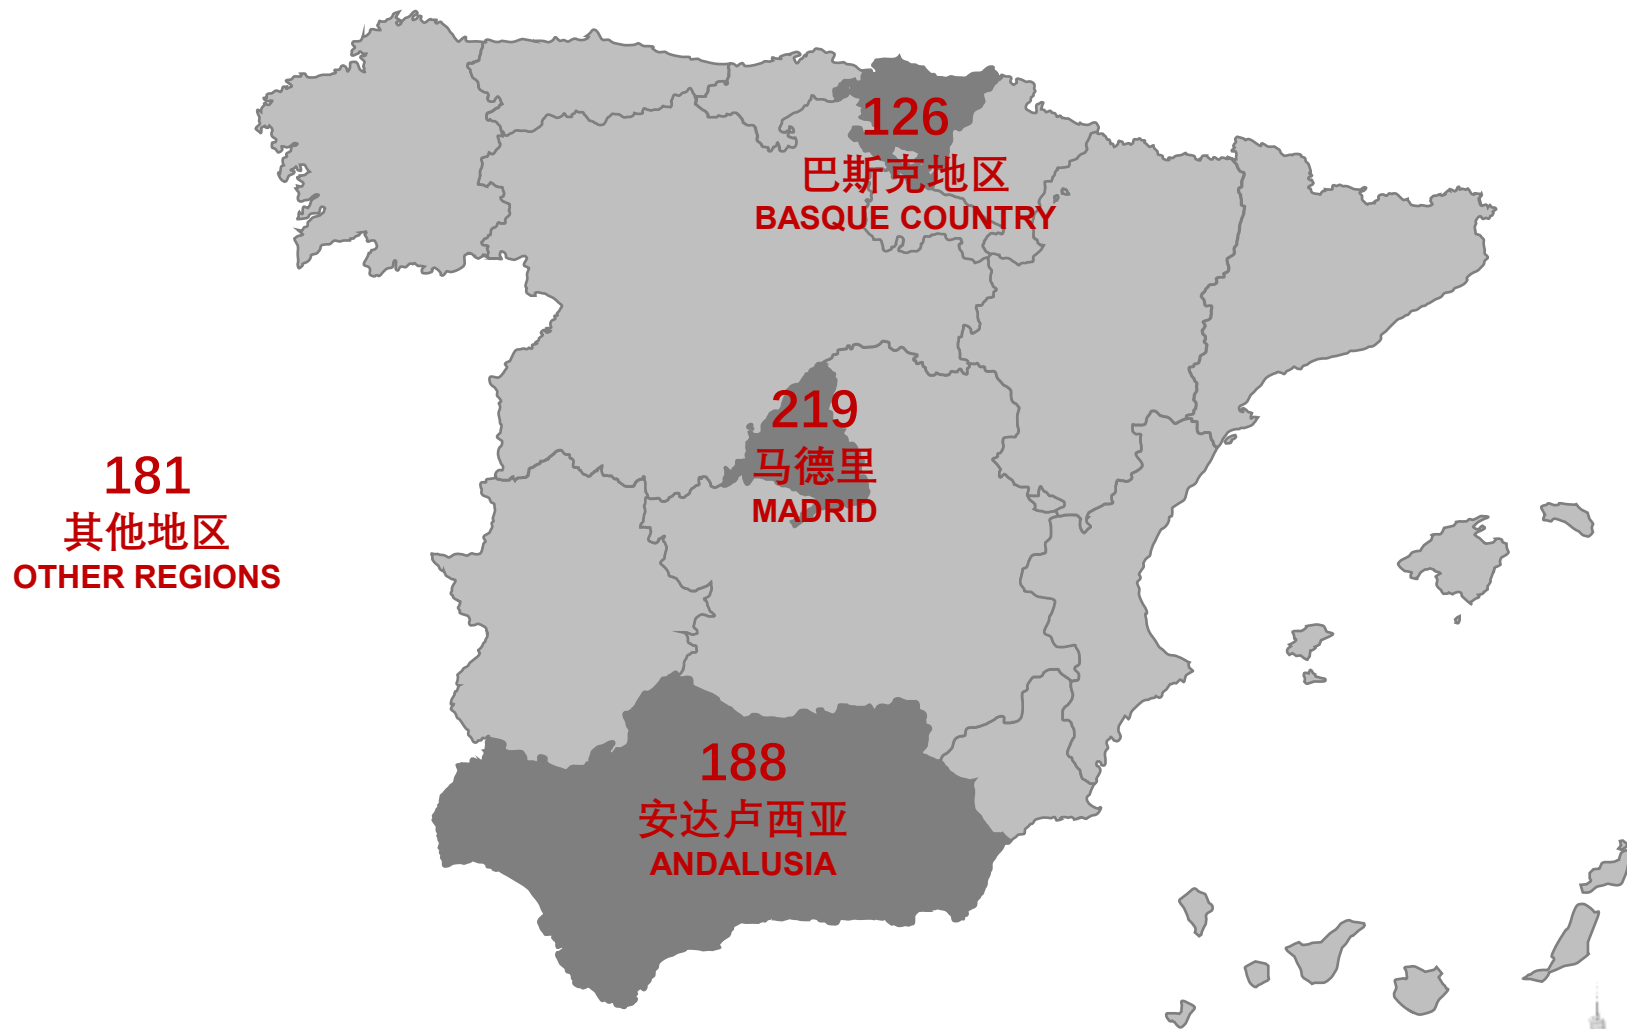 126
巴斯克地区
BASQUE COUNTRY
219
马德里
MADRID
181
其他地区
OTHER REGIONS
188
安达卢西亚
ANDALUSIA